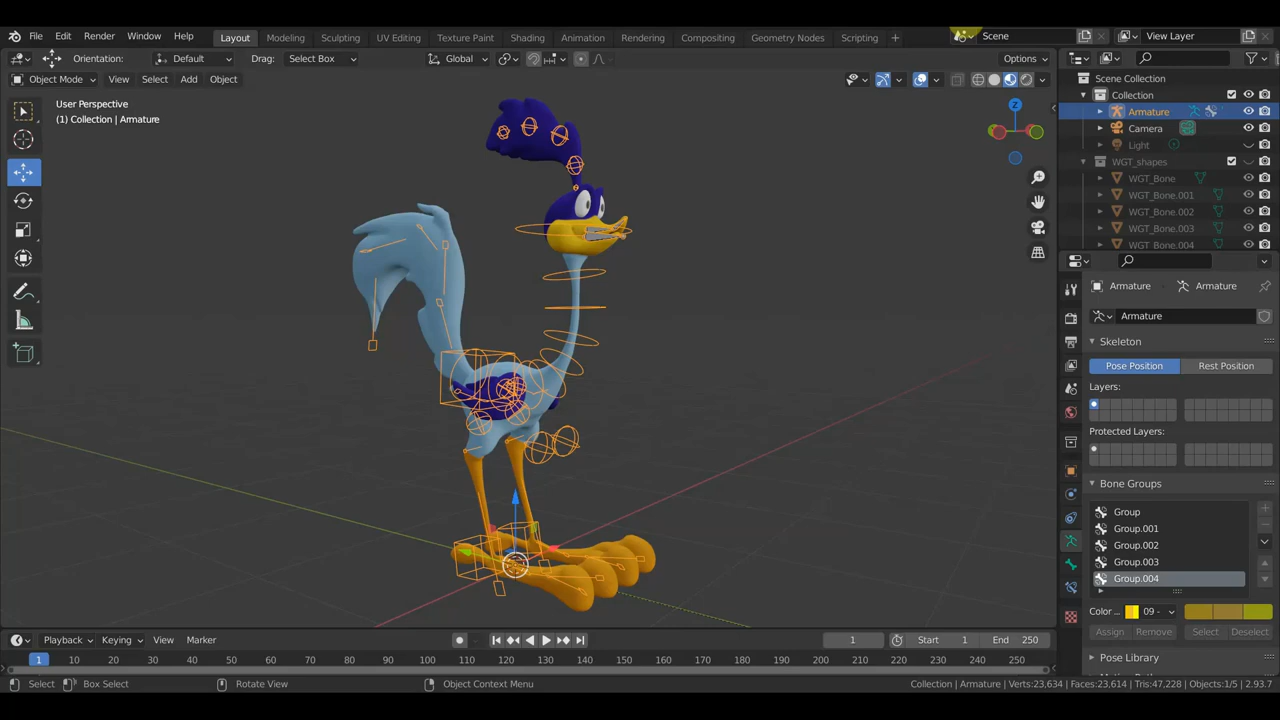 File Edit Render Window Help Layout Modeling Sculpting UV Editing Texture Paint Shading Animation Rendering Compositing Geometry Nodes Scripting + Scene View Layer
Orientation: Default Drag: Select Box Global Options
Object Mode View Select Add Object
User Perspective
(1) Collection | Armature
Z
Scene Collection
Collection
Armature
Camera
Light
WGT_shapes
WGT_Bone
WGT_Bone.001
WGT_Bone.002
WGT_Bone.003
WGT_Bone.004
Armature Armature
Armature
Skeleton
Pose Position Rest Position
Layers:
Protected Layers:
Bone Groups
Group
Group.001
Group.002
Group.003
Group.004
Color ... 09 -
Assign Remove Select Deselect
Pose Library
Playback Keying View Marker 1 Start 1 End 250
1 10 20 30 40 50 60 70 80 90 100 110 120 130 140 150 160 170 180 190 200 210 220 230 240 250
Select Box Select Rotate View Object Context Menu Collection | Armature | Verts:23,634 | Faces:23,614 | Tris:47,228 | Objects:1/5 | 2.93.7